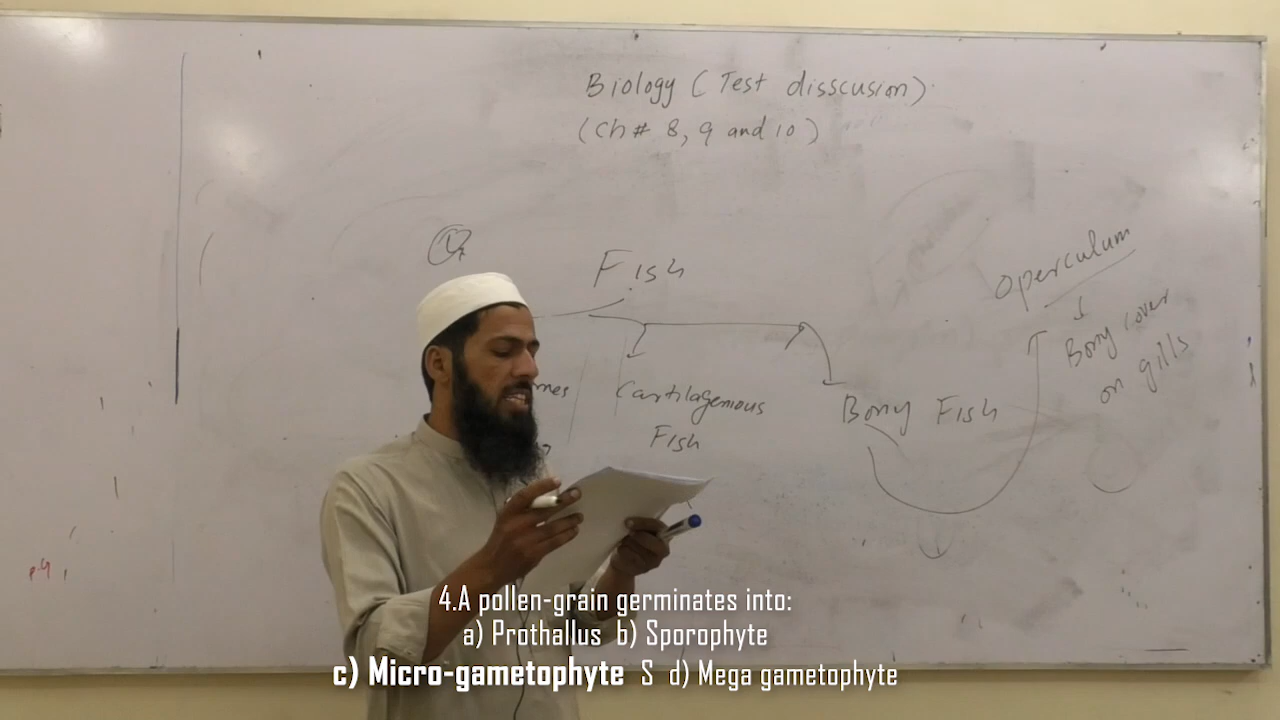 Biology (Test disscusion)
(Ch# 8, 9 and 10)
Fish
Cartilagenious
Fish
Bony Fish
Operculum
Bony cover
on gills
4.A pollen-grain germinates into:
a) Prothallus b) Sporophyte
c) Micro-gametophyte S d) Mega gametophyte